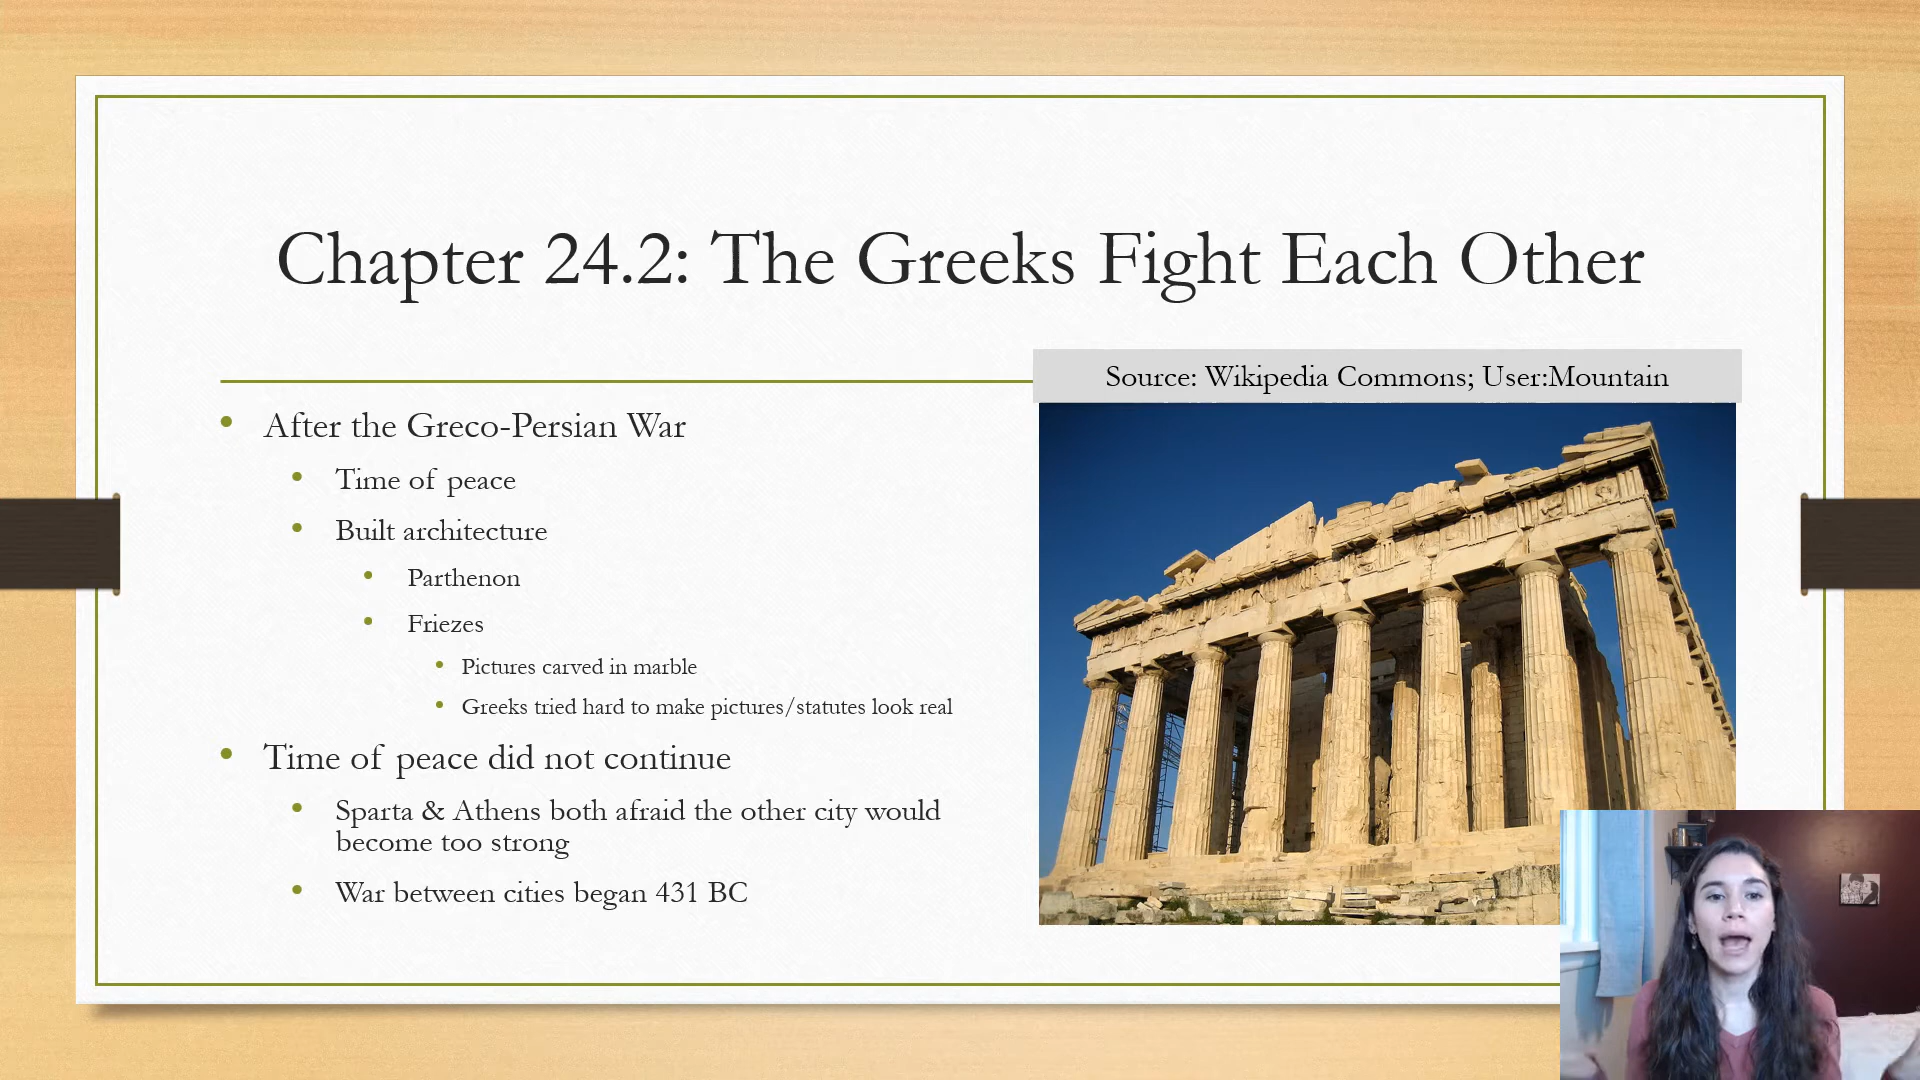 Chapter 24.2: The Greeks Fight Each Other
Source: Wikipedia Commons; User:Mountain
After the Greco-Persian War
Time of peace
Built architecture
Parthenon
Friezes
Pictures carved in marble
Greeks tried hard to make pictures/statutes look real
Time of peace did not continue
Sparta & Athens both afraid the other city would
become too strong
War between cities began 431 BC